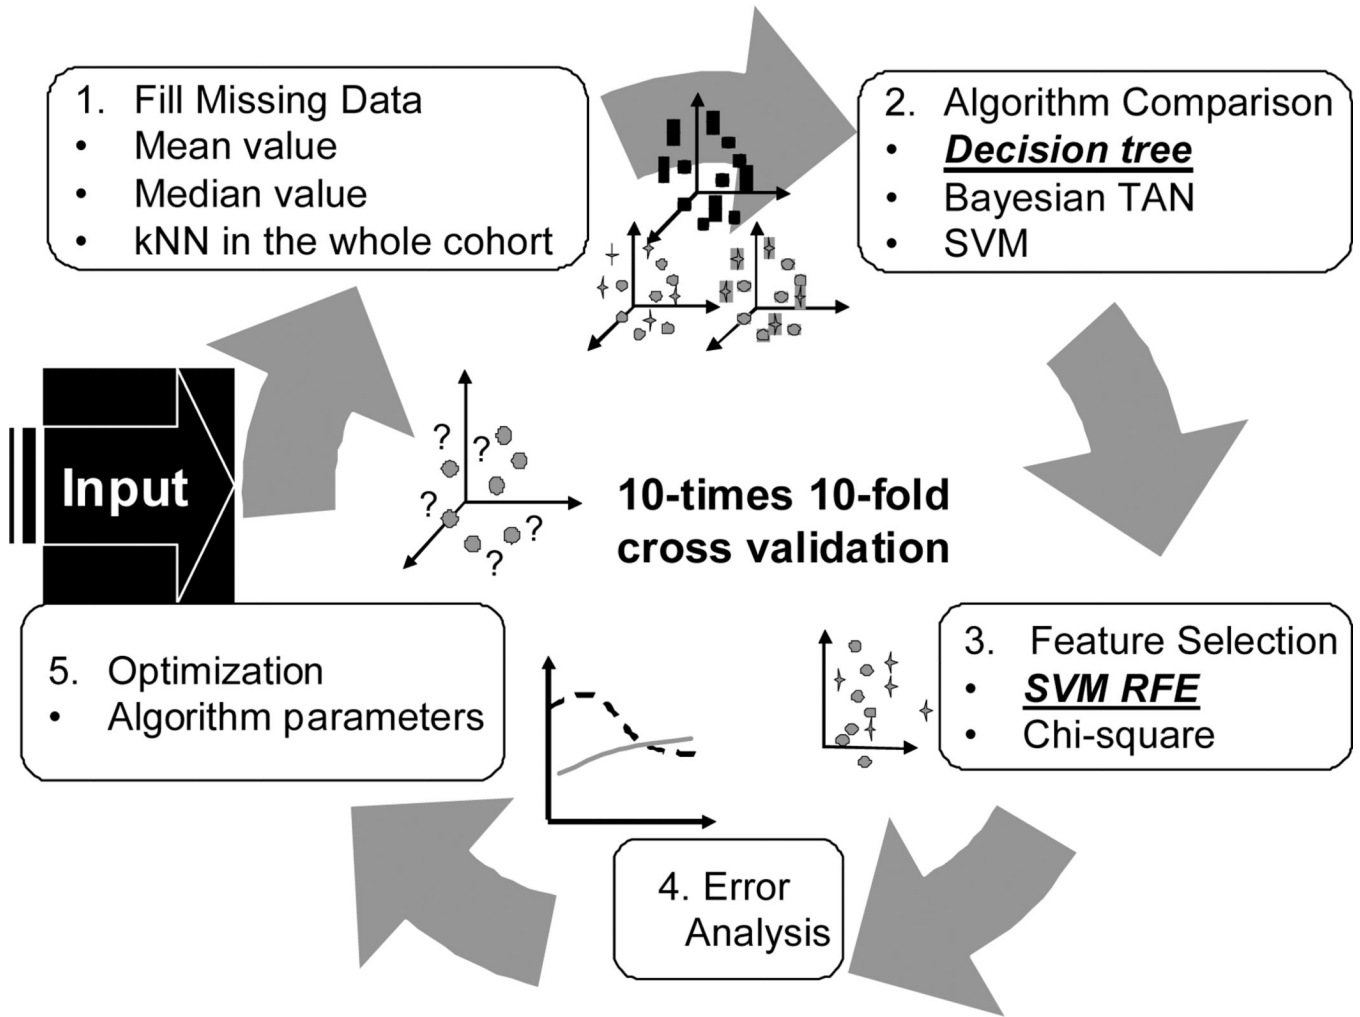 1. Fill Missing Data
• Mean value
• Median value
• kNN in the whole cohort
2. Algorithm Comparison
• Decision tree
• Bayesian TAN
• SVM
Input
? ? ? ? ?
10-times 10-fold
cross validation
3. Feature Selection
• SVM RFE
• Chi-square
4. Error
Analysis
5. Optimization
• Algorithm parameters